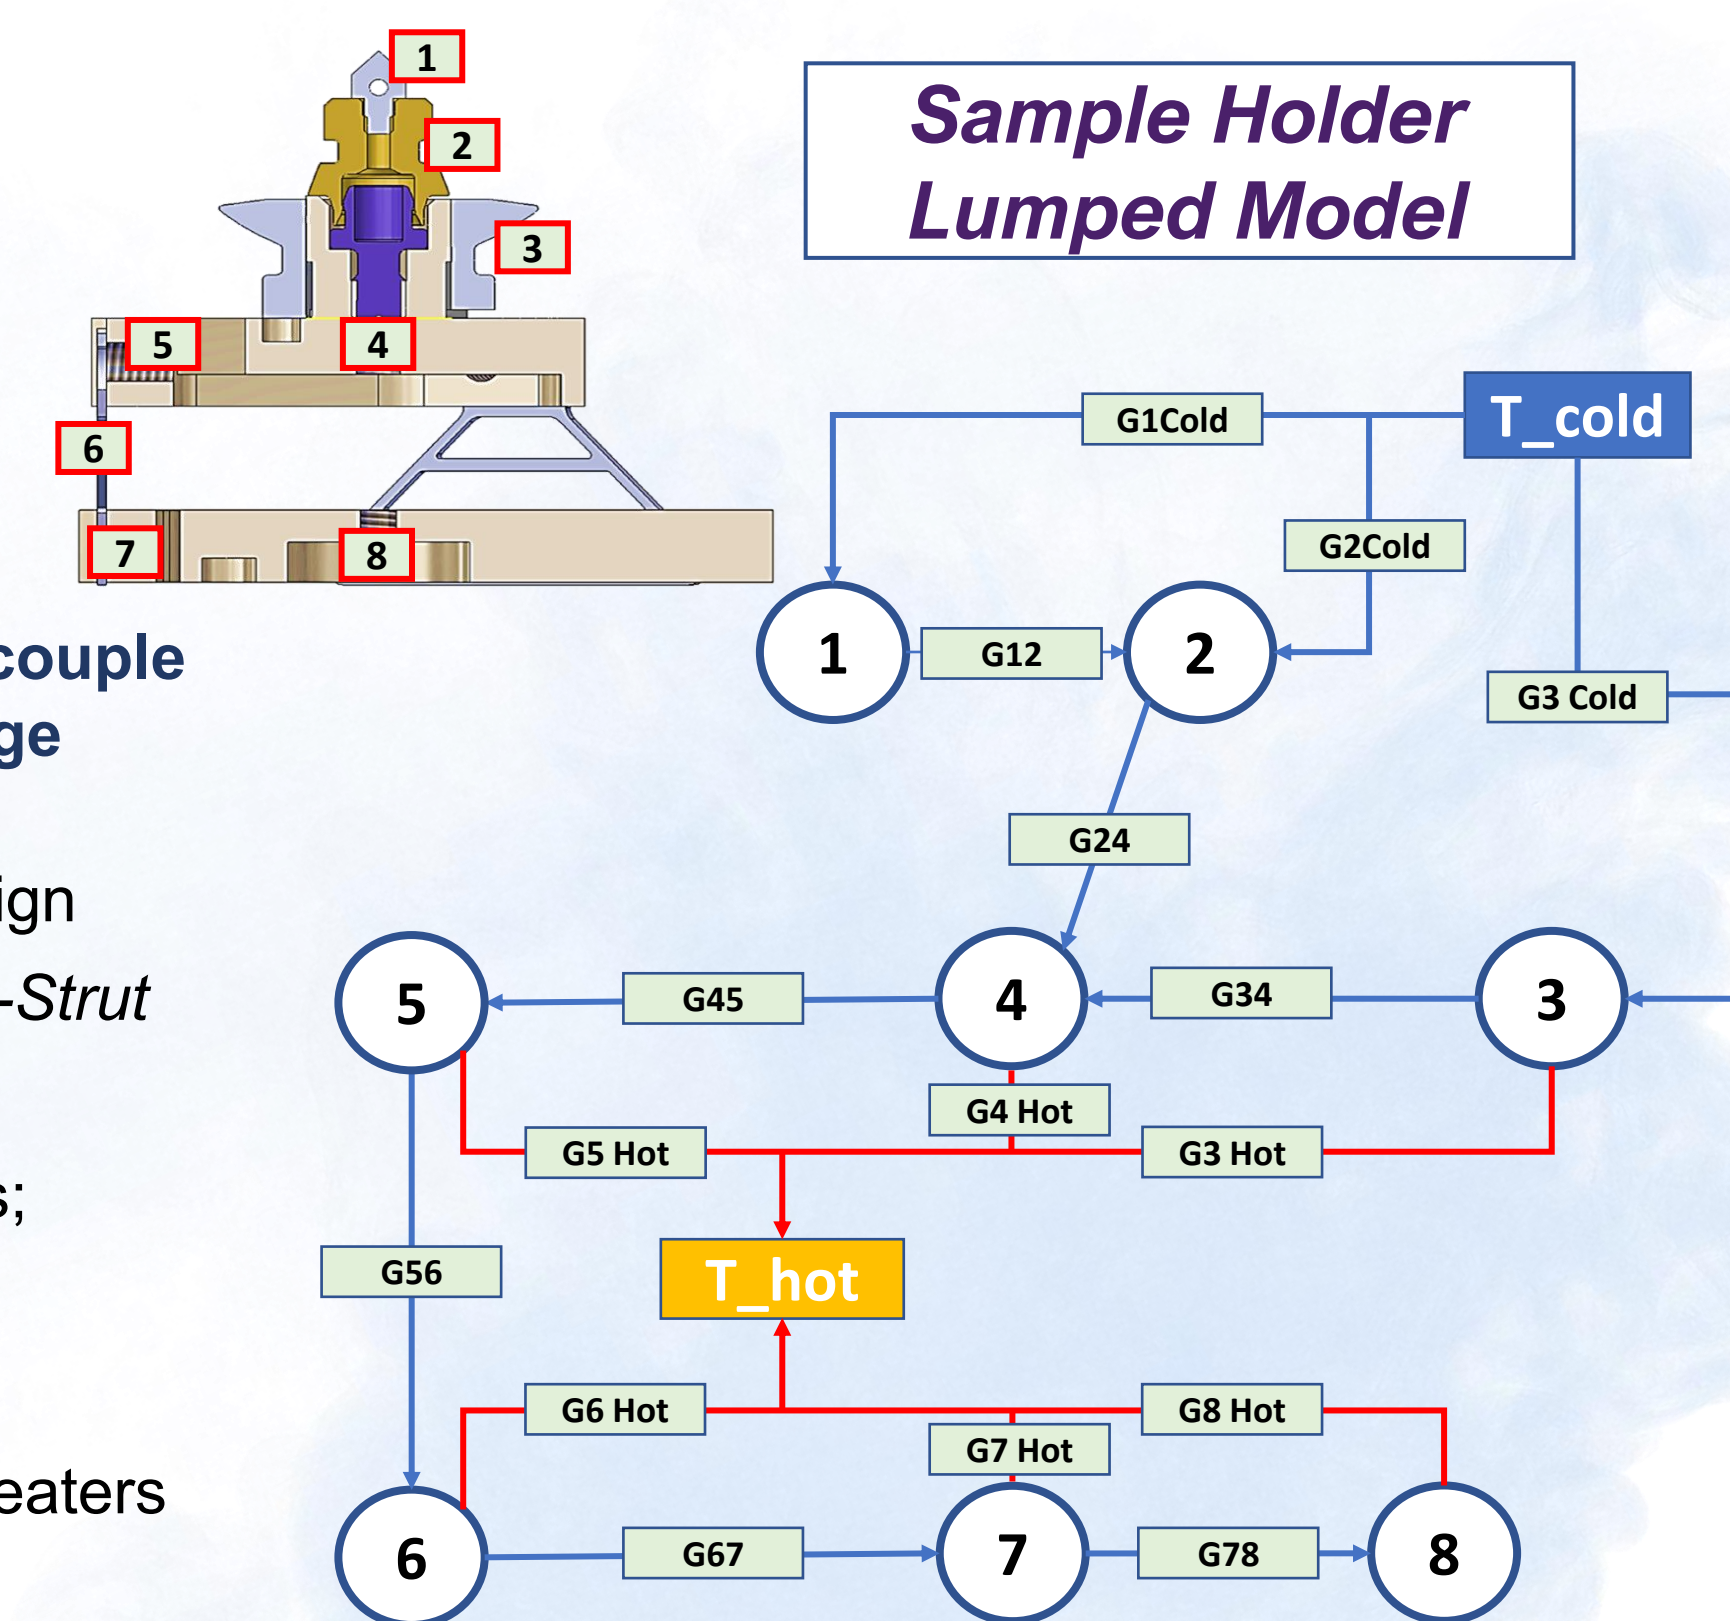 1
2
3
5
4
6
7
8
Sample Holder
Lumped Model
couple
ge
ign
-Strut
s;
eaters
T_cold
G1Cold
G2Cold
G3 Cold
1
G12
2
G24
5
G45
4
G34
3
G4 Hot
G5 Hot
G3 Hot
G56
T_hot
G6 Hot
G8 Hot
G7 Hot
6
G67
7
G78
8